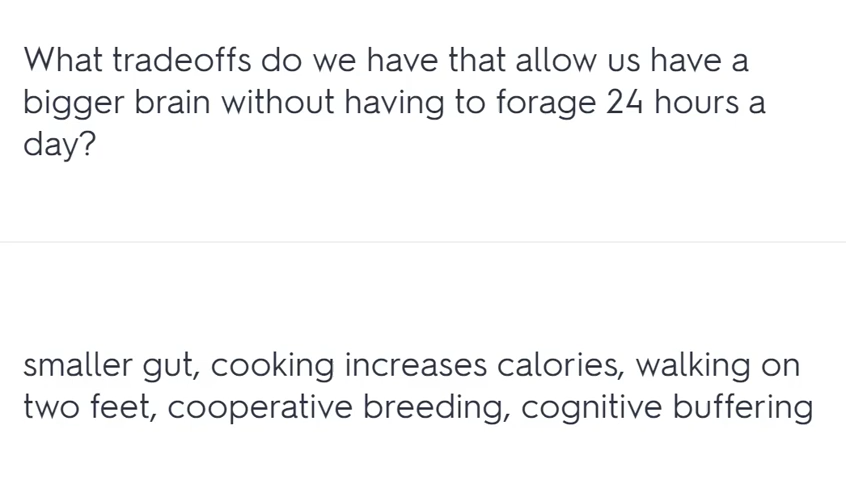 What tradeoffs do we have that allow us have a
bigger brain without having to forage 24 hours a
day?
smaller gut, cooking increases calories, walking on
two feet, cooperative breeding, cognitive buffering